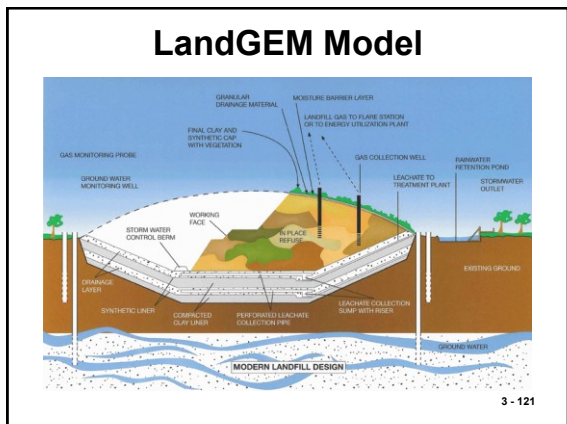 LandGEM Model
GRANULAR
DRAINAGE MATERIAL
MOISTURE BARRIER LAYER
LANDFILL GAS TO FLARE STATION
OR TO ENERGY UTILIZATION PLANT
FINAL CLAY AND
SYNTHETIC CAP
WITH VEGETATION
GAS COLLECTION WELL
GAS MONITORING PROBE
RAINWATER
RETENTION POND
GROUND WATER
MONITORING WELL
LEACHATE TO
TREATMENT PLANT
STORMWATER
OUTLET
WORKING
FACE
IN PLACE
REFUSE
STORM WATER
CONTROL BERM
EXISTING GROUND
DRAINAGE
LAYER
SYNTHETIC LINER
COMPACTED
CLAY LINER
PERFORATED LEACHATE
COLLECTION PIPE
LEACHATE COLLECTION
SUMP WITH RISER
GROUND WATER
MODERN LANDFILL DESIGN
3 - 121